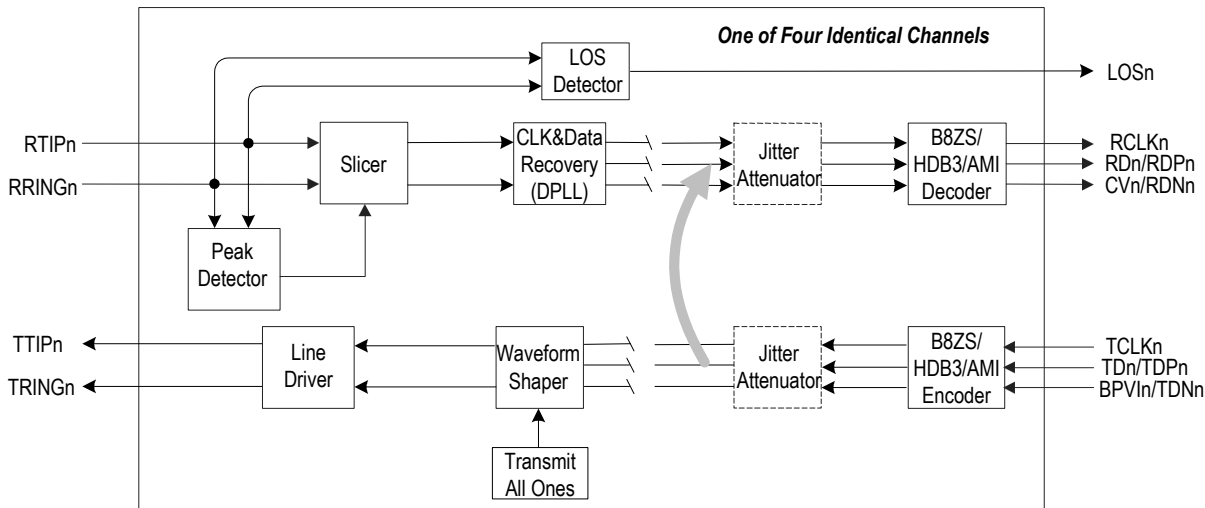 One of Four Identical Channels
LOS
Detector
LOSn
RTIPn
RRINGn
Slicer
CLK&Data
Recovery
(DPLL)
Jitter
Attenuator
B8ZS/
HDB3/AMI
Decoder
RCLKn
RDn/RDPn
CVn/RDNn
Peak
Detector
TTIPn
TRINGn
Line
Driver
Waveform
Shaper
Jitter
Attenuator
B8ZS/
HDB3/AMI
Encoder
TCLKn
TDn/TDPn
BPVIn/TDNn
Transmit
All Ones